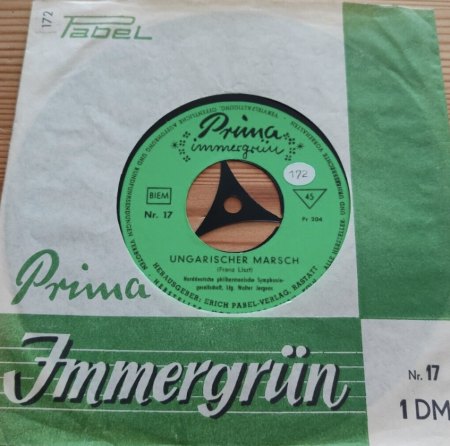 172
Pabel
Prima
immergrün
BIEM
172
45
Nr. 17
Pr 204
UNGARISCHER MARSCH
(Franz Liszt)
Norddeutsche philharmonische Symphonie-
gesellschaft, Ltg. Walter Jergens
HERAUSGEBER: ERICH PABEL-VERLAG, RASTATT
Prima
Immergrün
Nr. 17
1 DM